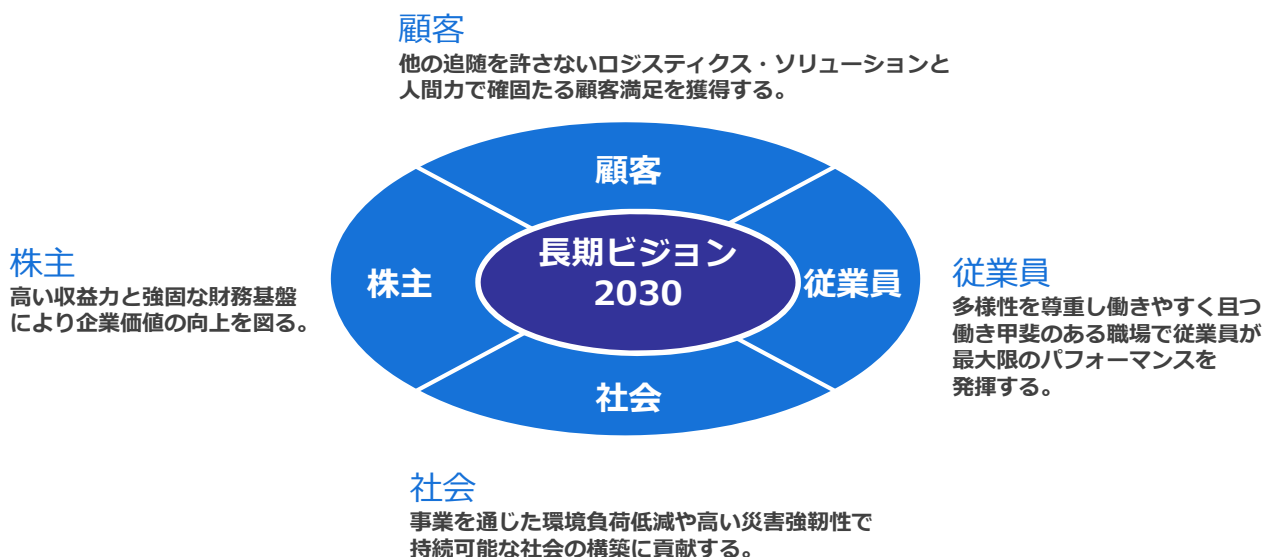 顧客
他の追随を許さないロジスティクス・ソリューションと
人間力で確固たる顧客満足を獲得する。
顧客
長期ビジョン
2030
株主
従業員
社会
株主
高い収益力と強固な財務基盤
により企業価値の向上を図る。
従業員
多様性を尊重し働きやすく且つ
働き甲斐のある職場で従業員が
最大限のパフォーマンスを
発揮する。
社会
事業を通じた環境負荷低減や高い災害強靭性で
持続可能な社会の構築に貢献する。